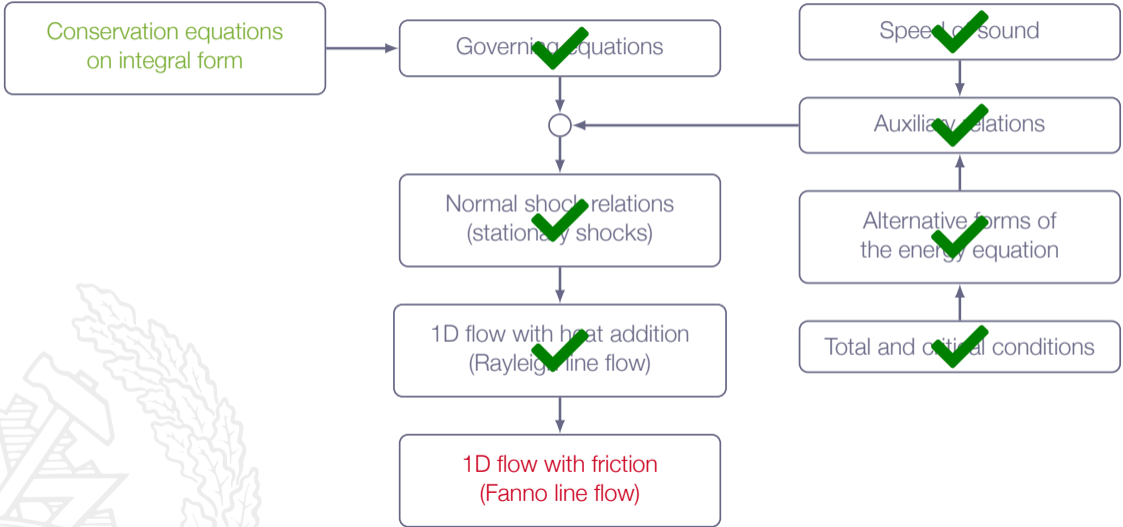 Conservation equations
on integral form
Governing equations
Speed of sound
Auxiliary relations
Normal shock relations
(stationary shocks)
Alternative forms of
the energy equation
1D flow with heat addition
(Rayleigh line flow)
Total and critical conditions
1D flow with friction
(Fanno line flow)